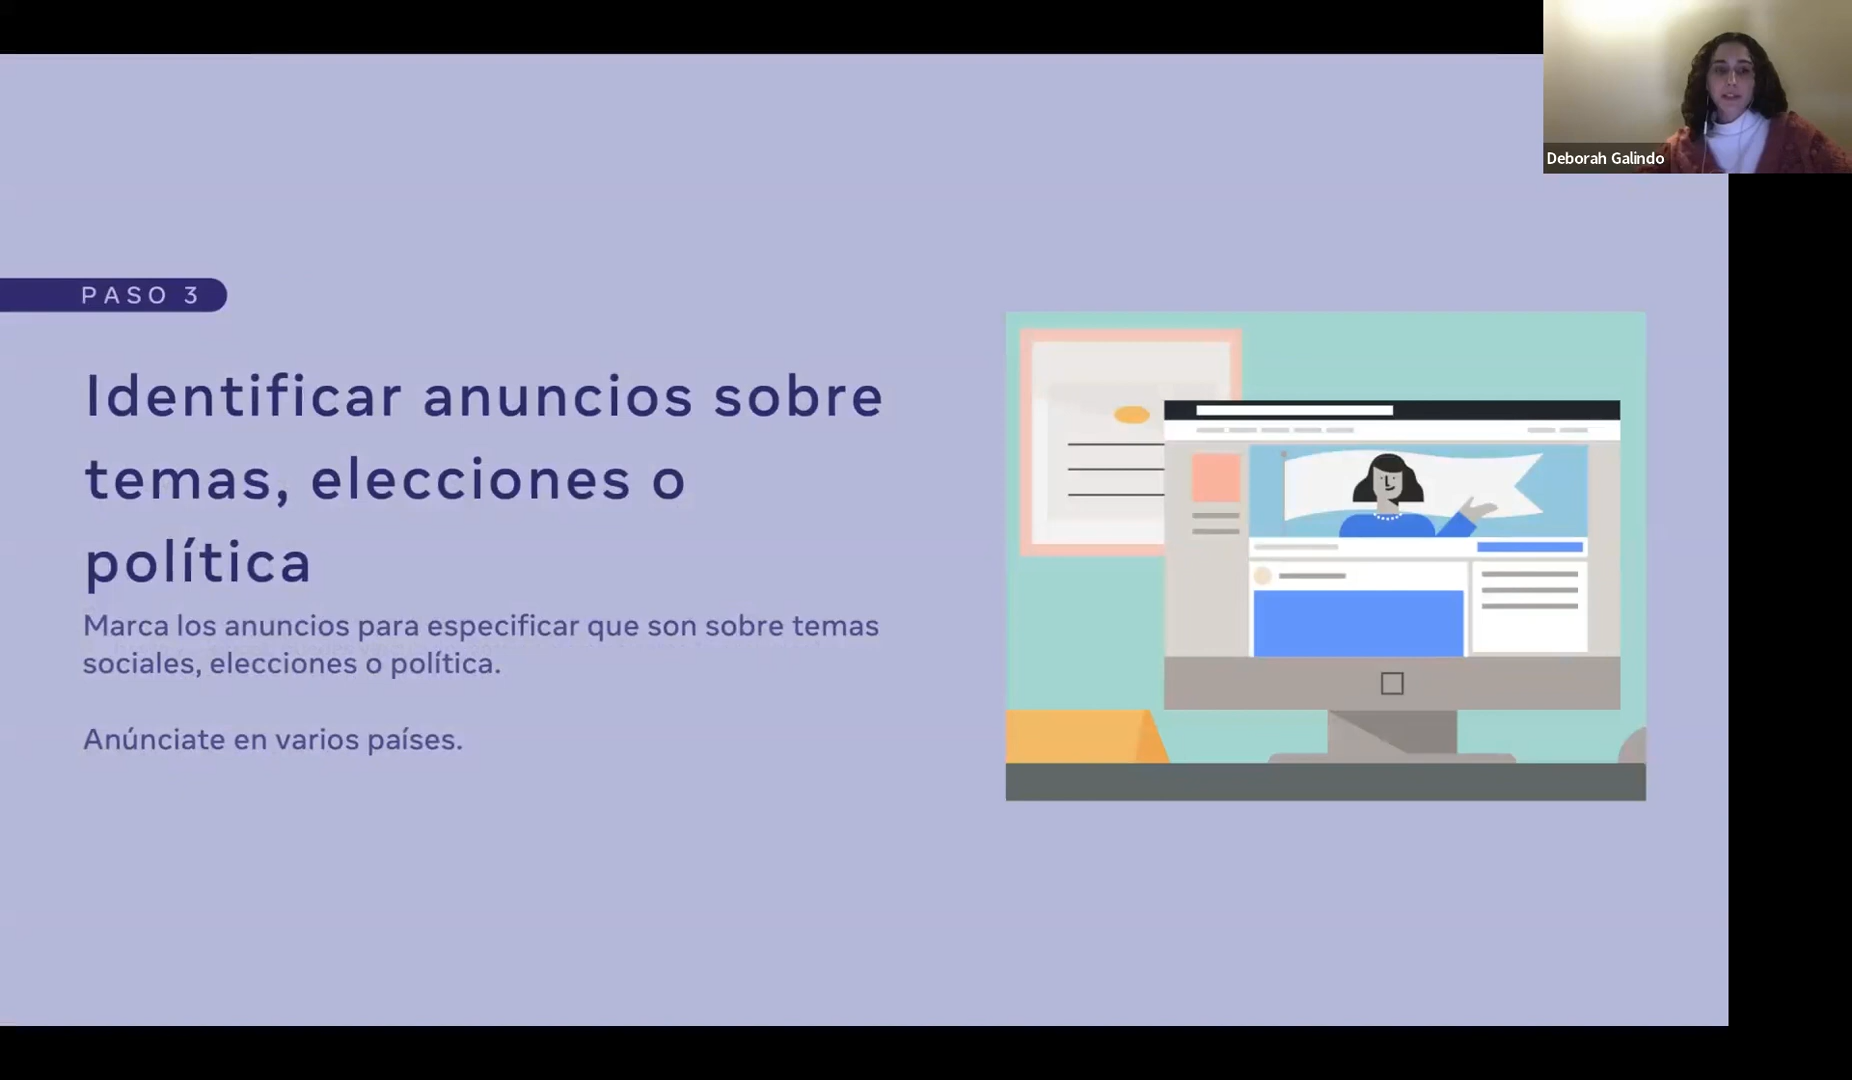 Deborah Galindo
PASO 3
Identificar anuncios sobre
temas, elecciones o
política
Marca los anuncios para especificar que son sobre temas
sociales, elecciones o política.
Anúnciate en varios países.